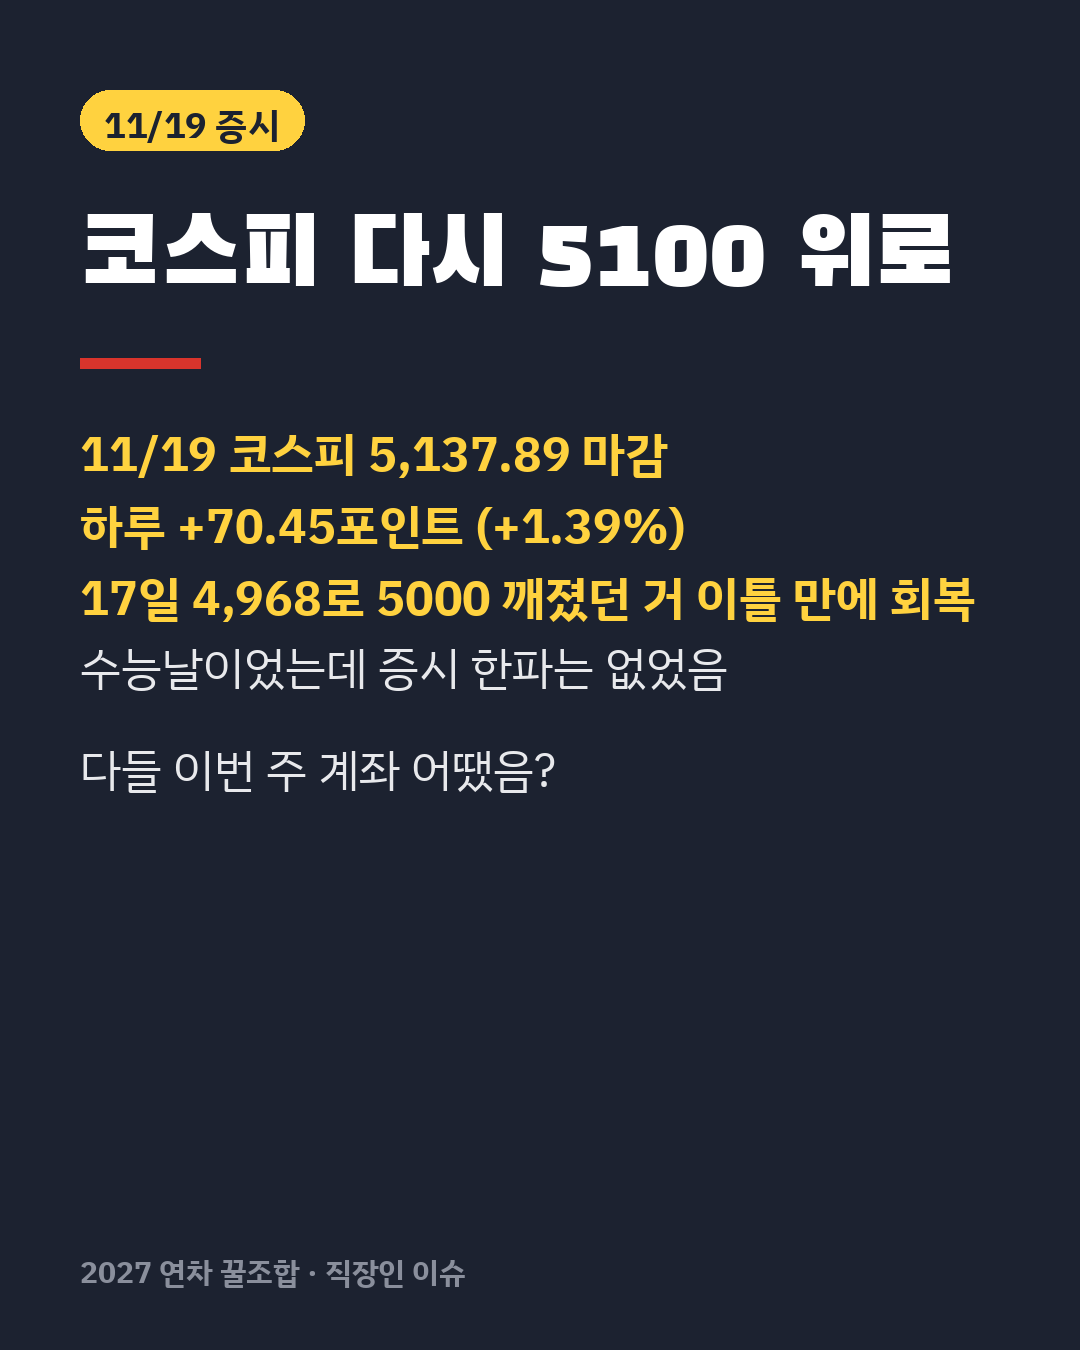 11/19 증시
코스피 다시 5100 위로
11/19 코스피 5,137.89 마감
하루 +70.45포인트 (+1.39%)
17일 4,968로 5000 깨졌던 거 이틀 만에 회복
수능날이었는데 증시 한파는 없었음
다들 이번 주 계좌 어땠음?
2027 연차 꿀조합 · 직장인 이슈